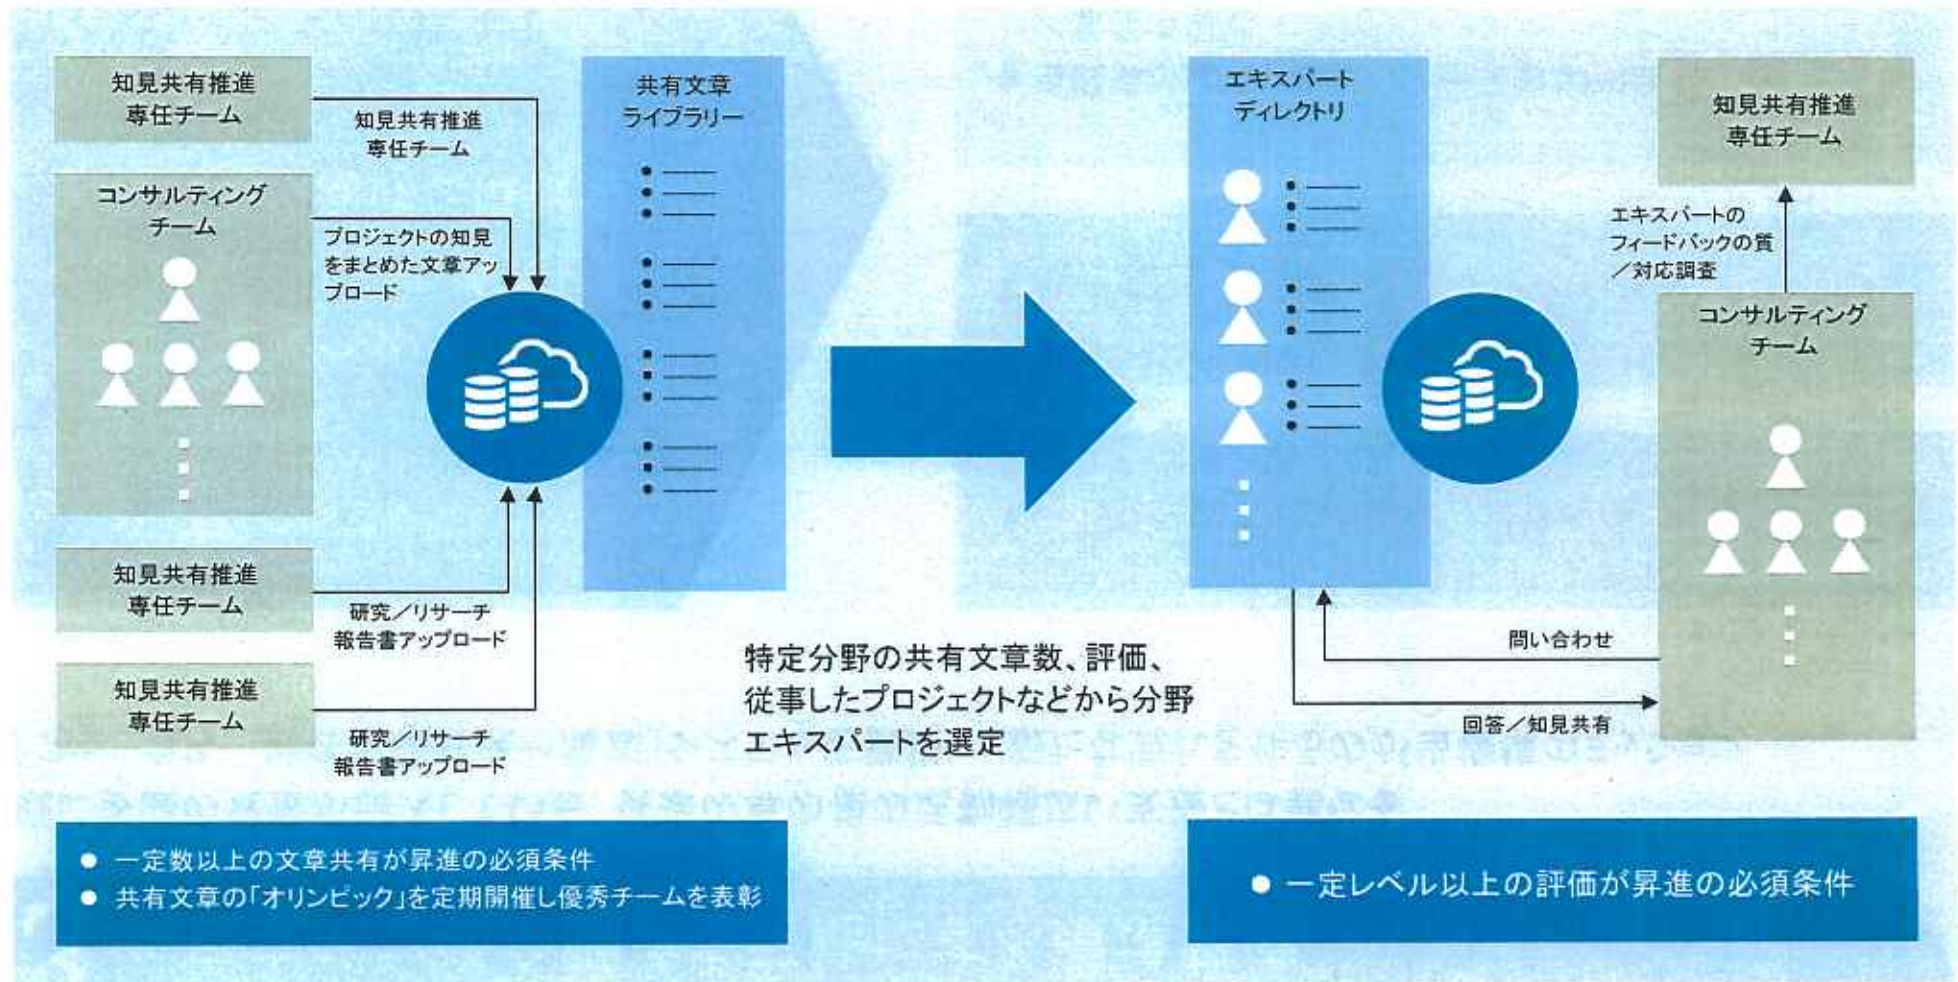 知見共有推進
専任チーム
知見共有推進
専任チーム
コンサルティング
チーム
プロジェクトの知見
をまとめた文章アッ
プロード
知見共有推進
専任チーム
研究／リサーチ
報告書アップロード
知見共有推進
専任チーム
研究／リサーチ
報告書アップロード
共有文章
ライブラリー
特定分野の共有文章数、評価、
従事したプロジェクトなどから分野
エキスパートを選定
エキスパート
ディレクトリ
知見共有推進
専任チーム
エキスパートの
フィードバックの質
／対応調査
コンサルティング
チーム
問い合わせ
回答／知見共有
● 一定数以上の文章共有が昇進の必須条件
● 共有文章の「オリンピック」を定期開催し優秀チームを表彰
● 一定レベル以上の評価が昇進の必須条件